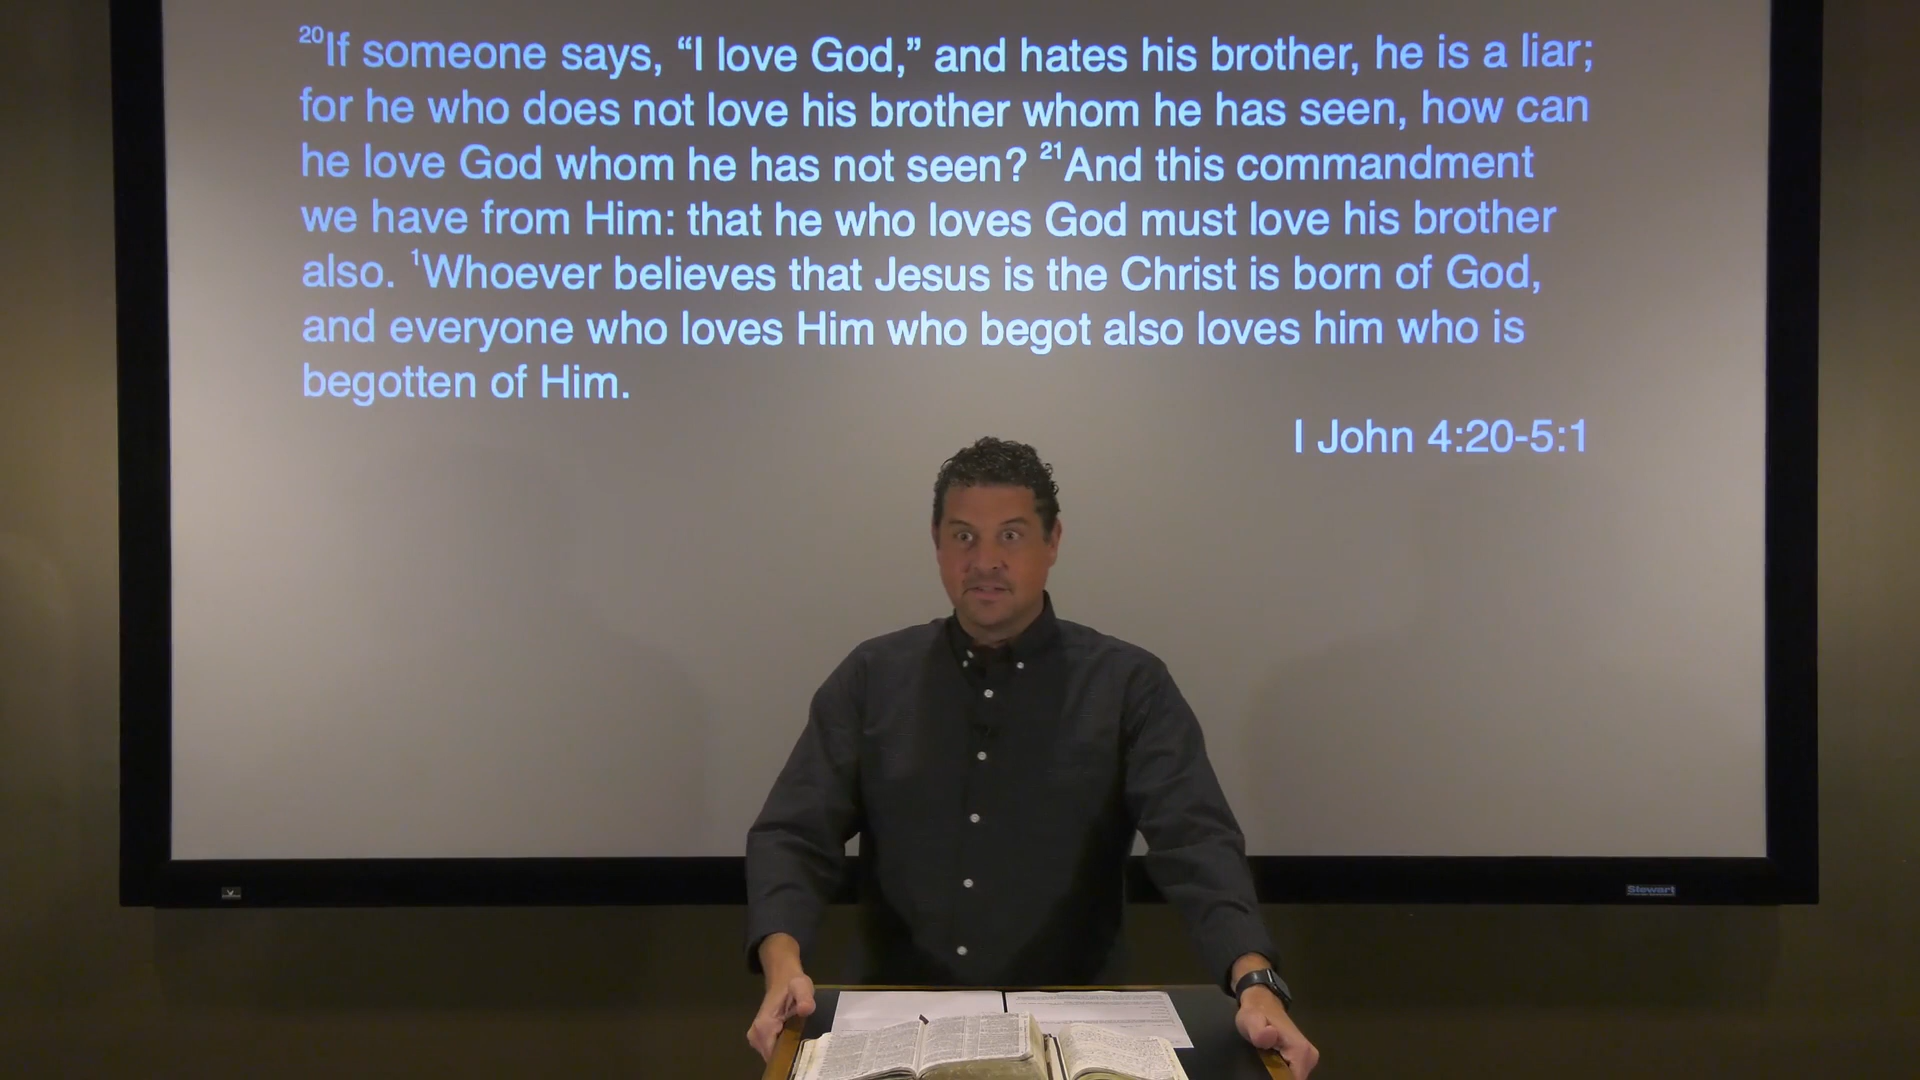 ²⁰If someone says, “I love God,” and hates his brother, he is a liar;
for he who does not love his brother whom he has seen, how can
he love God whom he has not seen? ²¹And this commandment
we have from Him: that he who loves God must love his brother
also. ¹Whoever believes that Jesus is the Christ is born of God,
and everyone who loves Him who begot also loves him who is
begotten of Him.
I John 4:20-5:1
Stewart